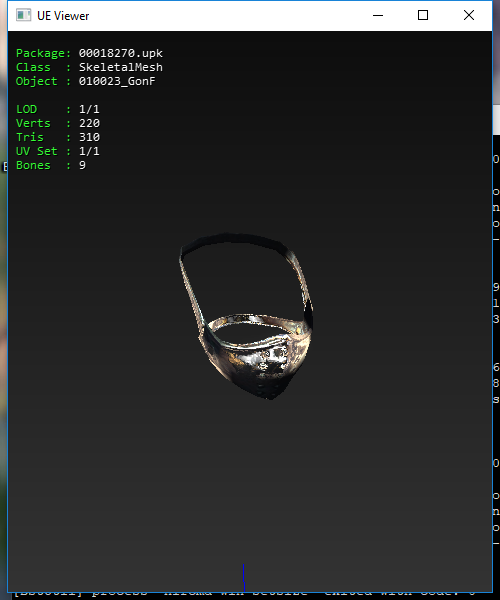 UE Viewer
Package: 00018270.upk
Class : SkeletalMesh
Object : 010023_GonF
LOD : 1/1
Verts : 220
Tris : 310
UV Set : 1/1
Bones : 9